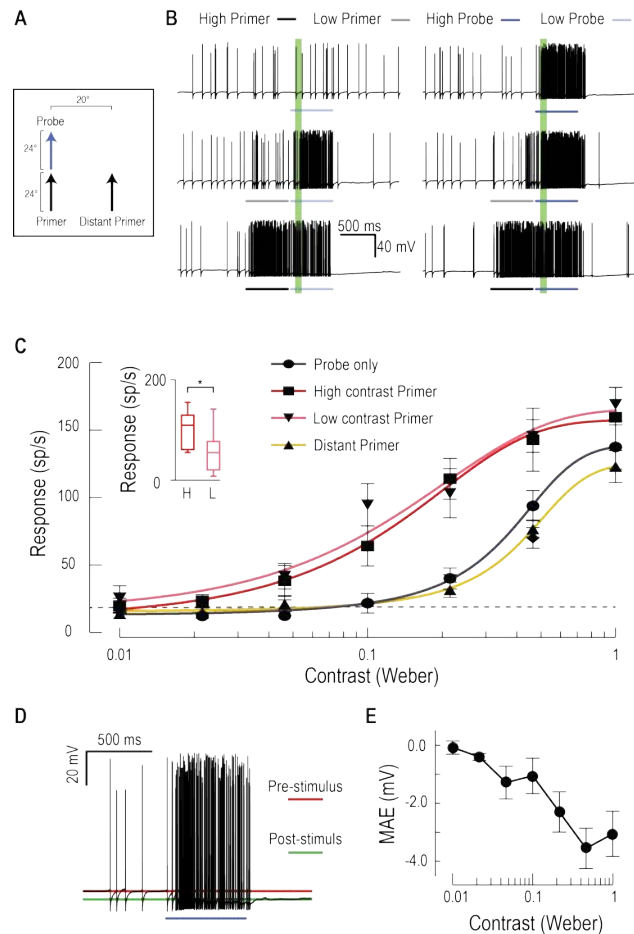 A
B
High Primer
Low Primer
High Probe
Low Probe
20°
Probe
24°
24°
Primer
Distant Primer
500 ms
40 mV
C
200
150
100
50
0
Response (sp/s)
200
0
Response (sp/s)
*
H
L
Probe only
High contrast Primer
Low contrast Primer
Distant Primer
0.01
0.1
1
Contrast (Weber)
D
500 ms
20 mV
Pre-stimulus
Post-stimuls
E
0.0
-2.0
-4.0
MAE (mV)
0.01
0.1
1
Contrast (Weber)